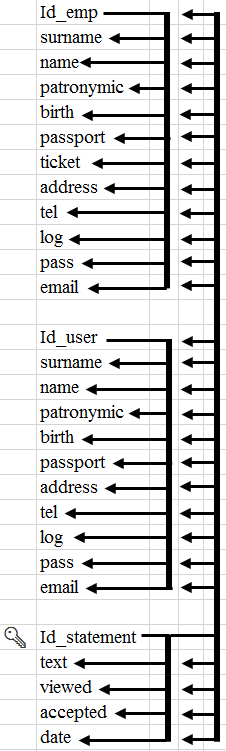 Id_emp
surname
name
patronymic
birth
passport
ticket
address
tel
log
pass
email
Id_user
surname
name
patronymic
birth
passport
address
tel
log
pass
email
Id_statement
text
viewed
accepted
date